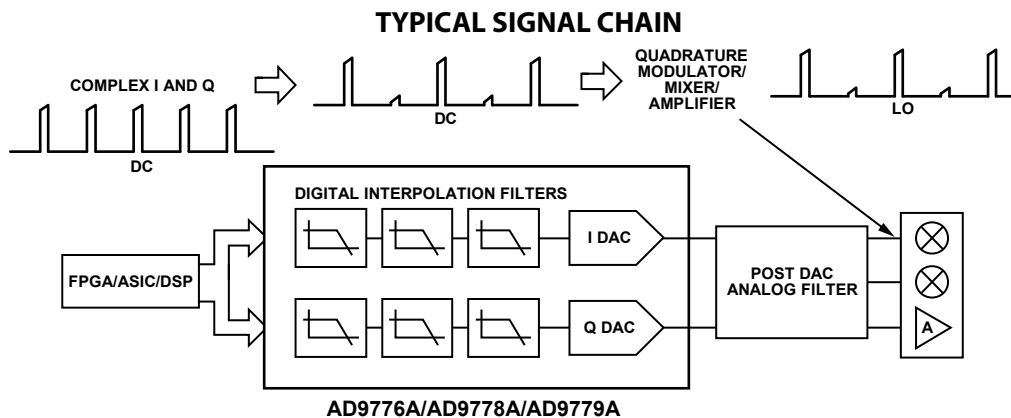 TYPICAL SIGNAL CHAIN
COMPLEX I AND Q
DC
DC
QUADRATURE
MODULATOR/
MIXER/
AMPLIFIER
LO
DIGITAL INTERPOLATION FILTERS
I DAC
FPGA/ASIC/DSP
POST DAC
ANALOG FILTER
Q DAC
A
AD9776A/AD9778A/AD9779A